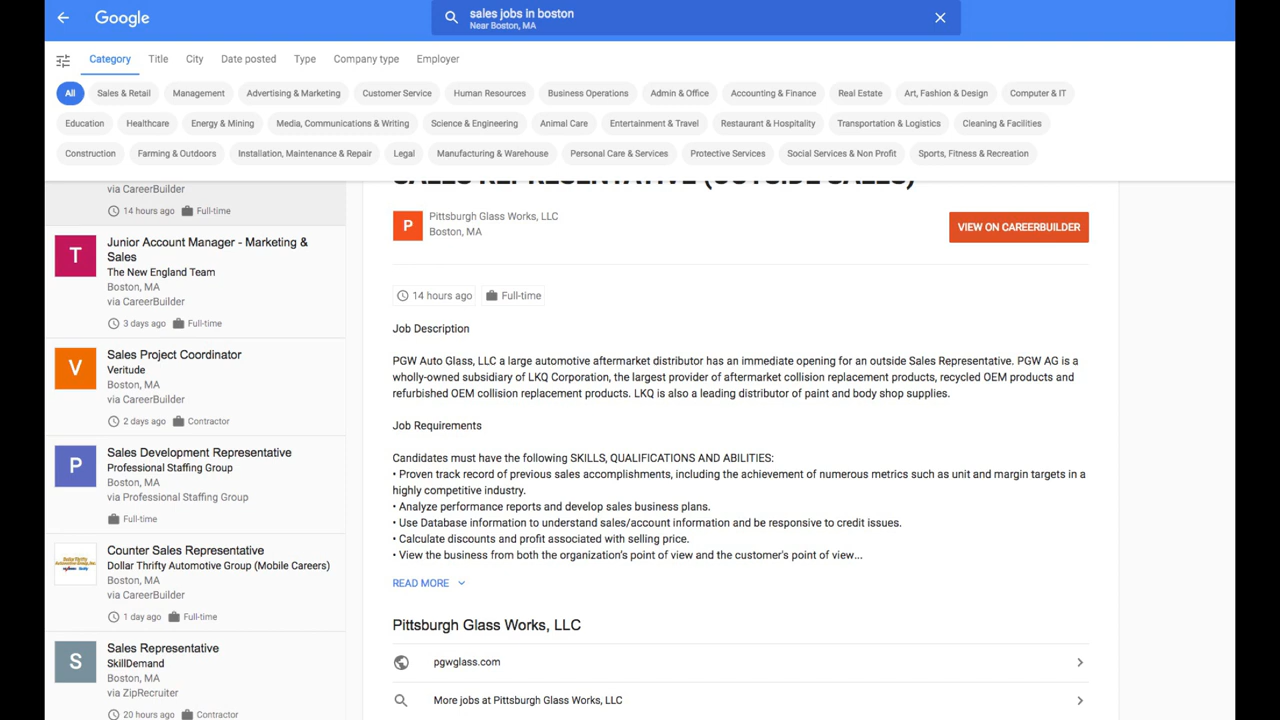 Google
sales jobs in boston
Near Boston, MA
Category Title City Date posted Type Company type Employer
All Sales & Retail Management Advertising & Marketing Customer Service Human Resources Business Operations Admin & Office Accounting & Finance Real Estate Art, Fashion & Design Computer & IT
Education Healthcare Energy & Mining Media, Communications & Writing Science & Engineering Animal Care Entertainment & Travel Restaurant & Hospitality Transportation & Logistics Cleaning & Facilities
Construction Farming & Outdoors Installation, Maintenance & Repair Legal Manufacturing & Warehouse Personal Care & Services Protective Services Social Services & Non Profit Sports, Fitness & Recreation
via CareerBuilder
14 hours ago Full-time
T
Junior Account Manager - Marketing &
Sales
The New England Team
Boston, MA
via CareerBuilder
3 days ago Full-time
V
Sales Project Coordinator
Veritude
Boston, MA
via CareerBuilder
2 days ago Contractor
P
Sales Development Representative
Professional Staffing Group
Boston, MA
via Professional Staffing Group
Full-time
Counter Sales Representative
Dollar Thrifty Automotive Group (Mobile Careers)
Boston, MA
via CareerBuilder
1 day ago Full-time
S
Sales Representative
SkillDemand
Boston, MA
via ZipRecruiter
20 hours ago Contractor
SALES REPRESENTATIVE (OUTSIDE SALES)
P
Pittsburgh Glass Works, LLC
Boston, MA
VIEW ON CAREERBUILDER
14 hours ago Full-time
Job Description
PGW Auto Glass, LLC a large automotive aftermarket distributor has an immediate opening for an outside Sales Representative. PGW AG is a
wholly-owned subsidiary of LKQ Corporation, the largest provider of aftermarket collision replacement products, recycled OEM products and
refurbished OEM collision replacement products. LKQ is also a leading distributor of paint and body shop supplies.
Job Requirements
Candidates must have the following SKILLS, QUALIFICATIONS AND ABILITIES:
• Proven track record of previous sales accomplishments, including the achievement of numerous metrics such as unit and margin targets in a
highly competitive industry.
• Analyze performance reports and develop sales business plans.
• Use Database information to understand sales/account information and be responsive to credit issues.
• Calculate discounts and profit associated with selling price.
• View the business from both the organization's point of view and the customer's point of view...
READ MORE
Pittsburgh Glass Works, LLC
pgwglass.com
More jobs at Pittsburgh Glass Works, LLC